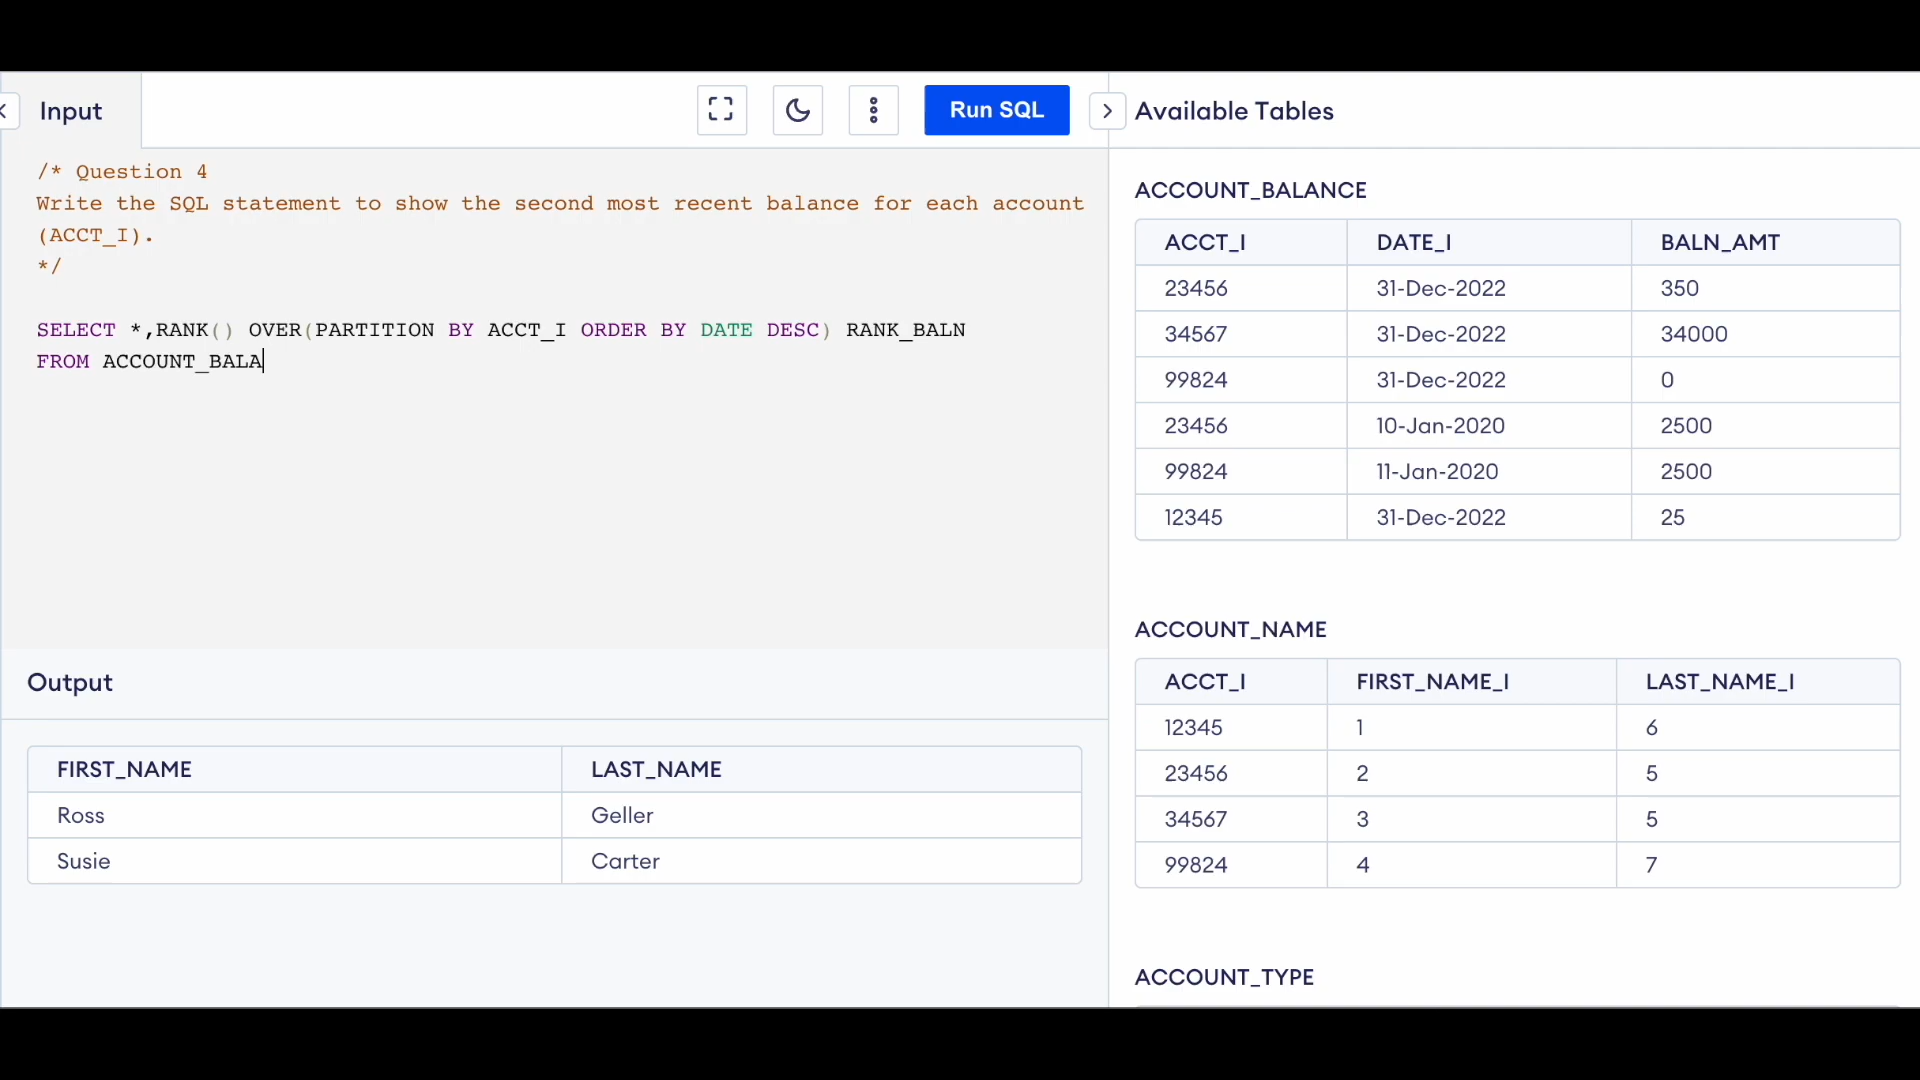 Input
Run SQL
Available Tables
/* Question 4
Write the SQL statement to show the second most recent balance for each account
(ACCT_I).
*/
SELECT *,RANK() OVER(PARTITION BY ACCT_I ORDER BY DATE DESC) RANK_BALN
FROM ACCOUNT_BALA
Output
FIRST_NAME LAST_NAME
Ross Geller
Susie Carter
ACCOUNT_BALANCE
ACCT_I DATE_I BALN_AMT
23456 31-Dec-2022 350
34567 31-Dec-2022 34000
99824 31-Dec-2022 0
23456 10-Jan-2020 2500
99824 11-Jan-2020 2500
12345 31-Dec-2022 25
ACCOUNT_NAME
ACCT_I FIRST_NAME_I LAST_NAME_I
12345 1 6
23456 2 5
34567 3 5
99824 4 7
ACCOUNT_TYPE